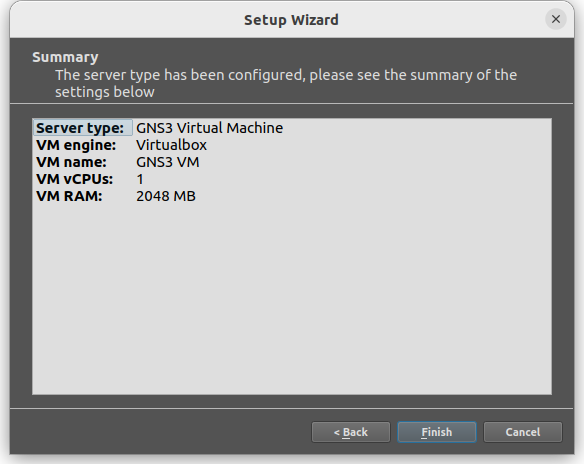 Setup Wizard
Summary
The server type has been configured, please see the summary of the
settings below
Server type: GNS3 Virtual Machine
VM engine: Virtualbox
VM name: GNS3 VM
VM vCPUs: 1
VM RAM: 2048 MB
< Back Finish Cancel